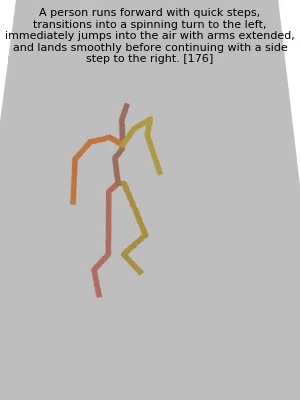 A person runs forward with quick steps,
transitions into a spinning turn to the left,
immediately jumps into the air with arms extended,
and lands smoothly before continuing with a side
step to the right. [176]